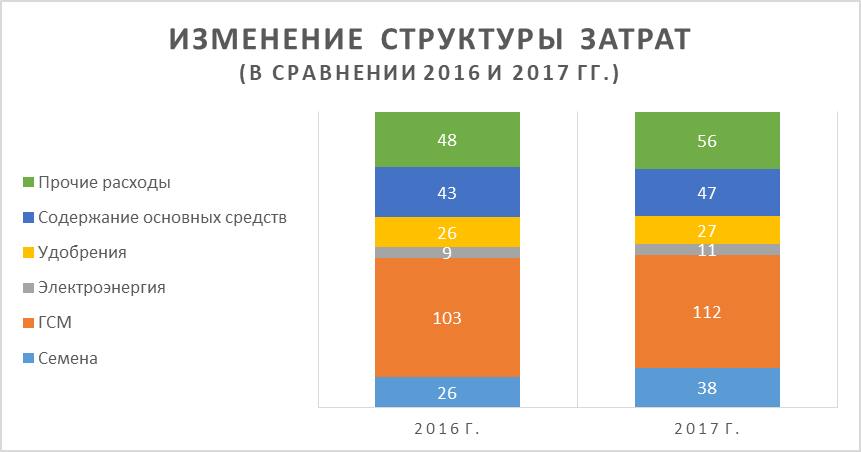 ИЗМЕНЕНИЕ СТРУКТУРЫ ЗАТРАТ
(В СРАВНЕНИИ 2016 И 2017 ГГ.)
Прочие расходы
Содержание основных средств
Удобрения
Электроэнергия
ГСМ
Семена
48
43
26
9
103
26
56
47
27
11
112
38
2016 Г.
2017 Г.